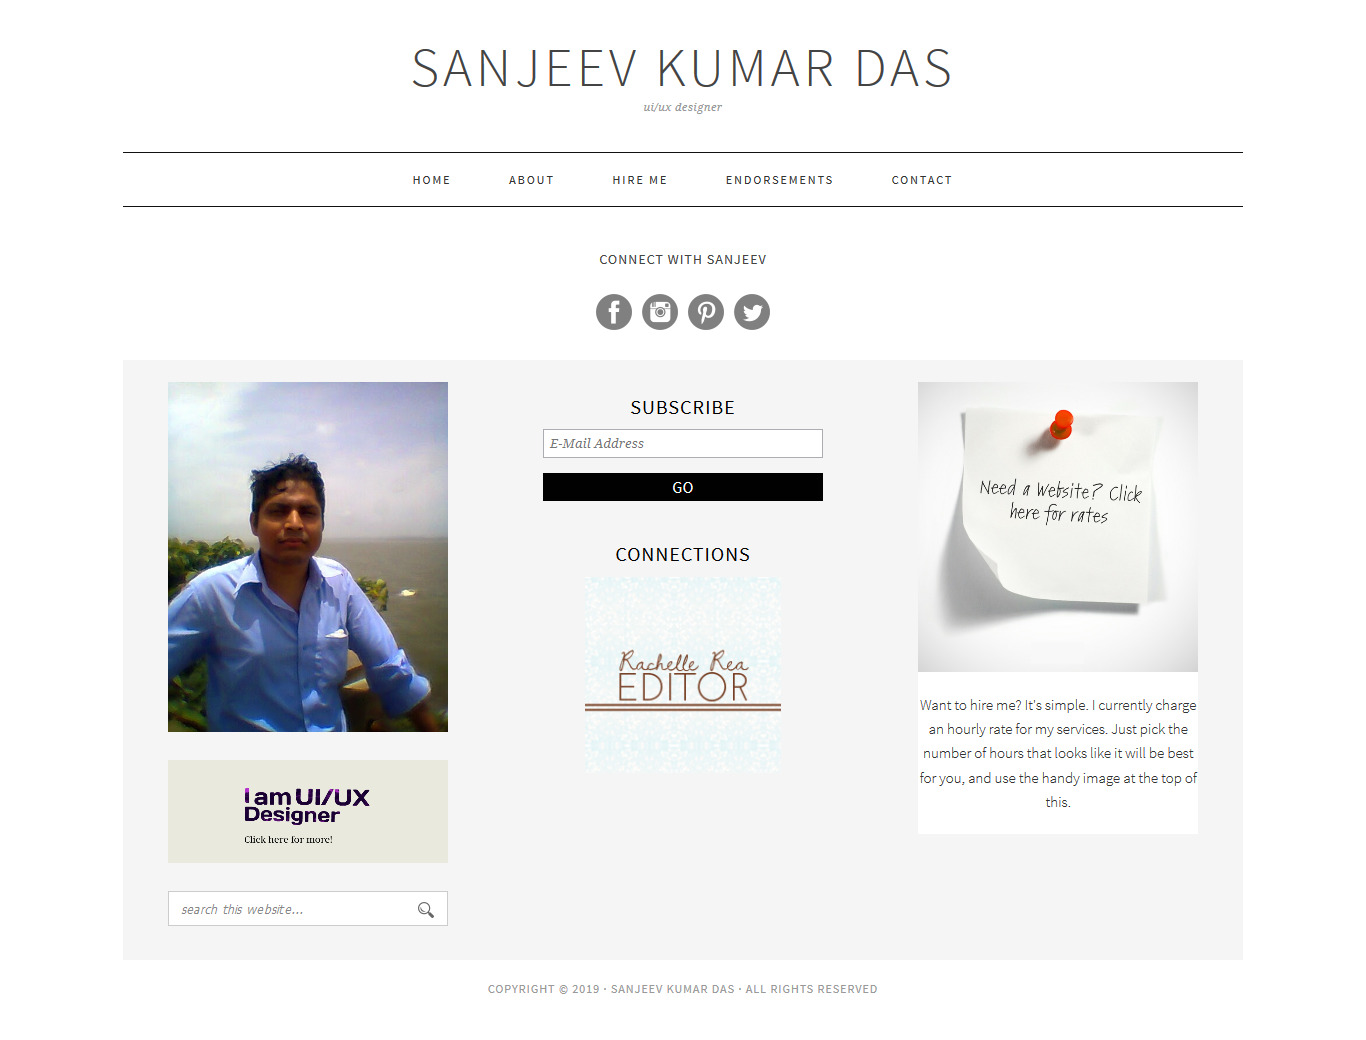 SANJEEV KUMAR DAS
ui/ux designer
HOME ABOUT HIRE ME ENDORSEMENTS CONTACT
CONNECT WITH SANJEEV
I am UI/UX
Designer
Click here for more!
search this website...
SUBSCRIBE
E-Mail Address
GO
CONNECTIONS
Rachelle Rea
EDITOR
Need a Website? Click
here for rates
Want to hire me? It's simple. I currently charge
an hourly rate for my services. Just pick the
number of hours that looks like it will be best
for you, and use the handy image at the top of
this.
COPYRIGHT © 2019 · SANJEEV KUMAR DAS · ALL RIGHTS RESERVED